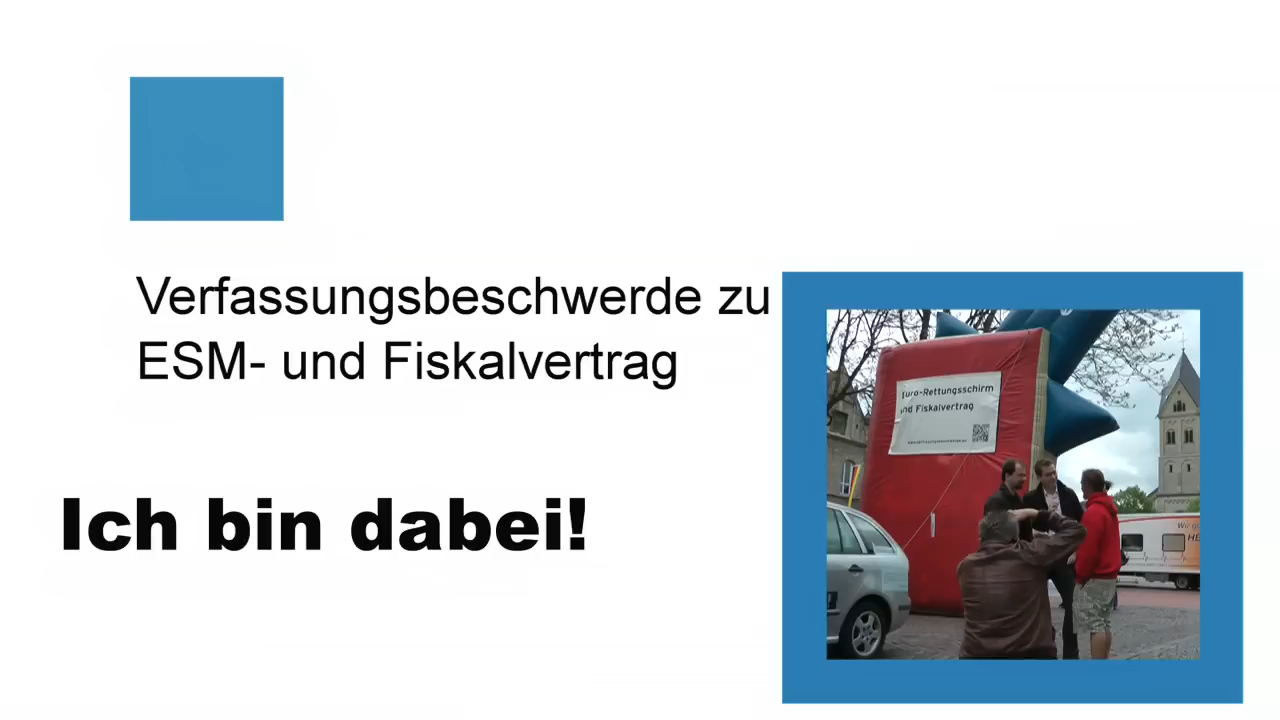 Verfassungsbeschwerde zu
ESM- und Fiskalvertrag
Ich bin dabei!
Euro-Rettungsschirm
und Fiskalvertrag